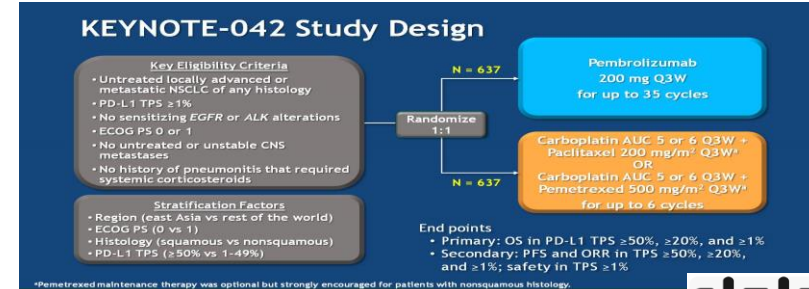 KEYNOTE-042 Study Design
Key Eligibility Criteria
• Untreated locally advanced or
metastatic NSCLC of any histology
• PD-L1 TPS ≥1%
• No sensitizing EGFR or ALK alterations
• ECOG PS 0 or 1
• No untreated or unstable CNS
metastases
• No history of pneumonitis that required
systemic corticosteroids
Stratification Factors
• Region (east Asia vs rest of the world)
• ECOG PS (0 vs 1)
• Histology (squamous vs nonsquamous)
• PD-L1 TPS (≥50% vs 1-49%)
Randomize
1:1
N = 637
Pembrolizumab
200 mg Q3W
for up to 35 cycles
N = 637
Carboplatin AUC 5 or 6 Q3W +
Paclitaxel 200 mg/m² Q3Wᵃ
OR
Carboplatin AUC 5 or 6 Q3W +
Pemetrexed 500 mg/m² Q3Wᵃ
for up to 6 cycles
End points
• Primary: OS in PD-L1 TPS ≥50%, ≥20%, and ≥1%
• Secondary: PFS and ORR in TPS ≥50%, ≥20%,
and ≥1%; safety in TPS ≥1%
ᵃPemetrexed maintenance therapy was optional but strongly encouraged for patients with nonsquamous histology.